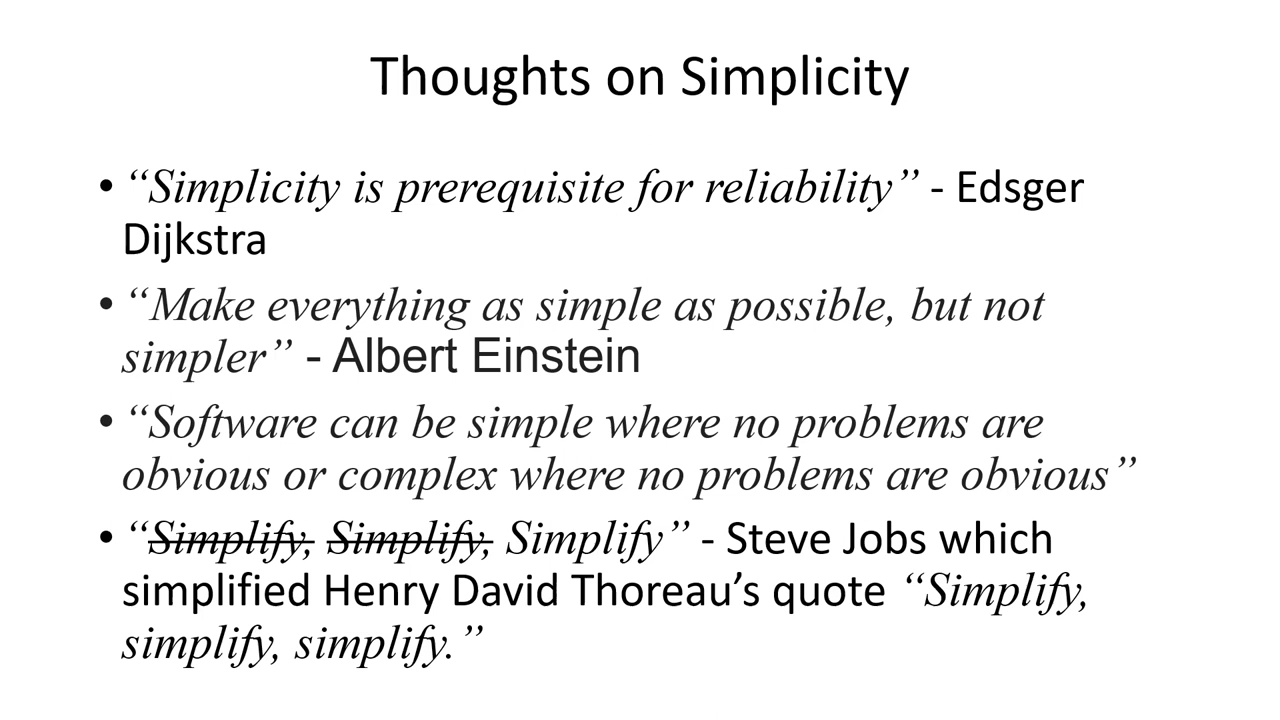 Thoughts on Simplicity
• “Simplicity is prerequisite for reliability” - Edsger
Dijkstra
• “Make everything as simple as possible, but not
simpler” - Albert Einstein
• “Software can be simple where no problems are
obvious or complex where no problems are obvious”
• “Simplify, Simplify, Simplify” - Steve Jobs which
simplified Henry David Thoreau’s quote “Simplify,
simplify, simplify.”